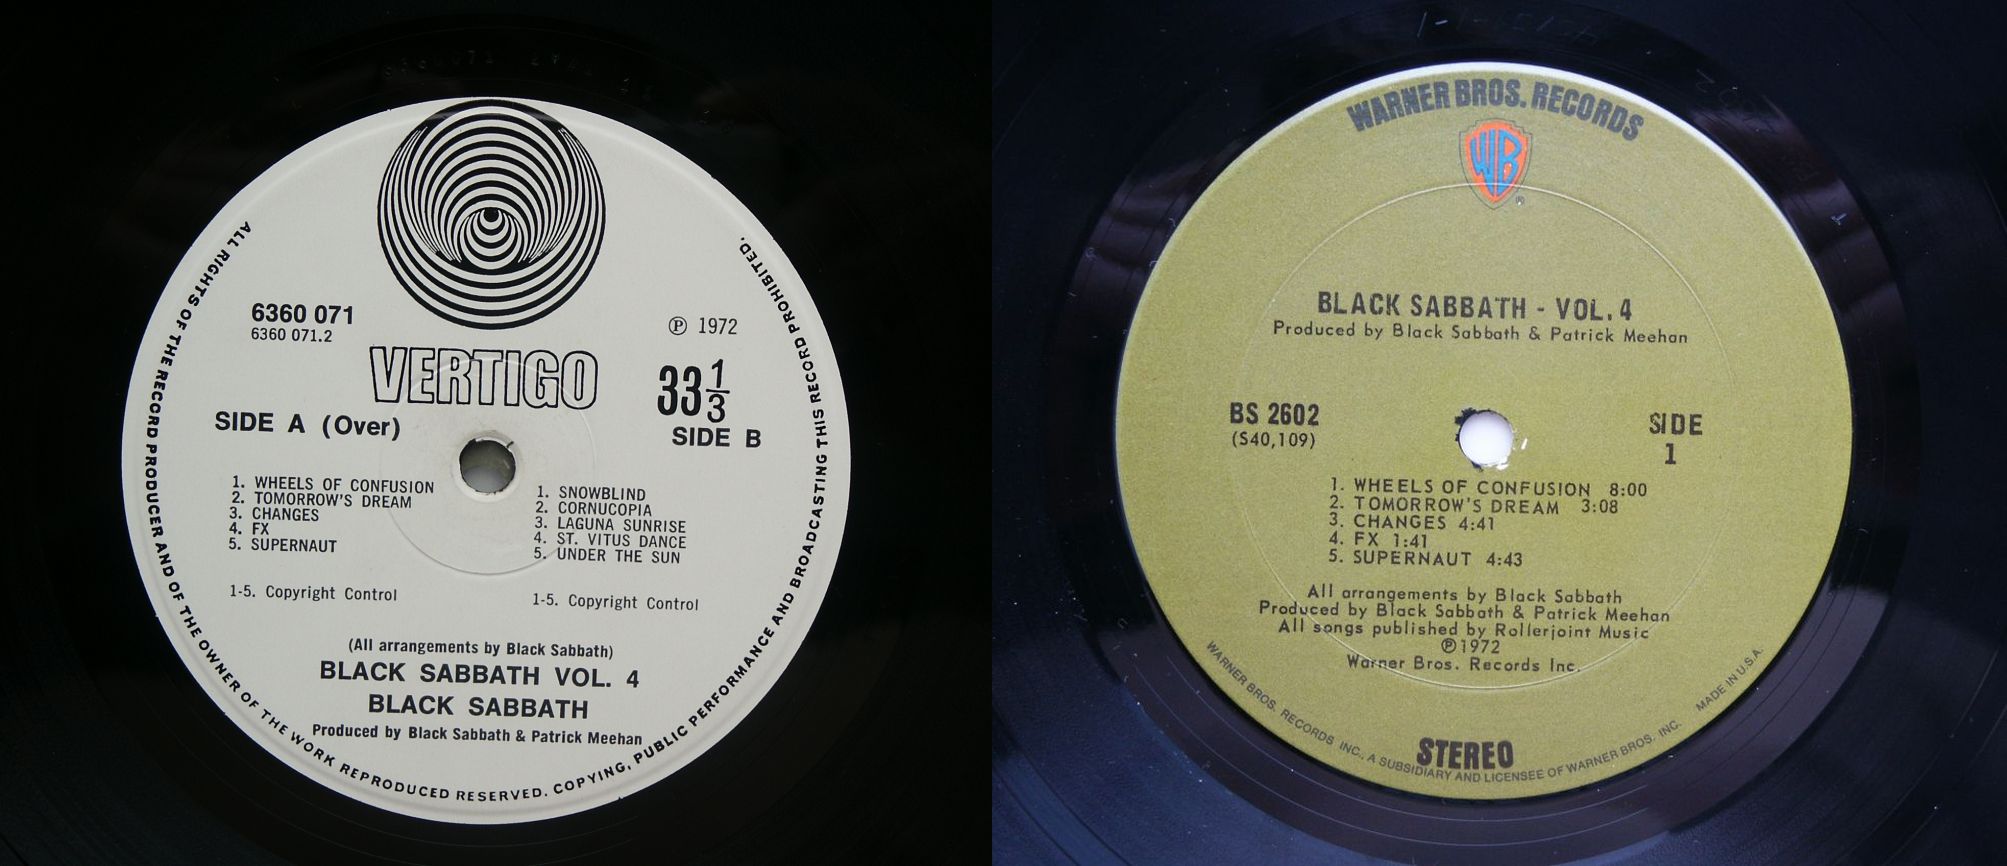 6360 071
6360 071.2
VERTIGO
℗ 1972
33 1/3
SIDE A (Over)
SIDE B
1. WHEELS OF CONFUSION
2. TOMORROW'S DREAM
3. CHANGES
4. FX
5. SUPERNAUT
1-5. Copyright Control
1. SNOWBLIND
2. CORNUCOPIA
3. LAGUNA SUNRISE
4. ST. VITUS DANCE
5. UNDER THE SUN
1-5. Copyright Control
(All arrangements by Black Sabbath)
BLACK SABBATH VOL. 4
BLACK SABBATH
Produced by Black Sabbath & Patrick Meehan
ALL RIGHTS OF THE RECORD PRODUCER AND OF THE OWNER OF THE WORK REPRODUCED RESERVED. COPYING, PUBLIC PERFORMANCE AND BROADCASTING THIS RECORD PROHIBITED.
WARNER BROS. RECORDS
WB
®
BLACK SABBATH - VOL. 4
Produced by Black Sabbath & Patrick Meehan
BS 2602
(S40,109)
SIDE
1
1. WHEELS OF CONFUSION 8:00
2. TOMORROW'S DREAM 3:08
3. CHANGES 4:41
4. FX 1:41
5. SUPERNAUT 4:43
All arrangements by Black Sabbath
Produced by Black Sabbath & Patrick Meehan
All songs published by Rollerjoint Music
℗1972
Warner Bros. Records Inc.
STEREO
WARNER BROS. RECORDS INC., A SUBSIDIARY AND LICENSEE OF WARNER BROS. INC. MADE IN U.S.A.